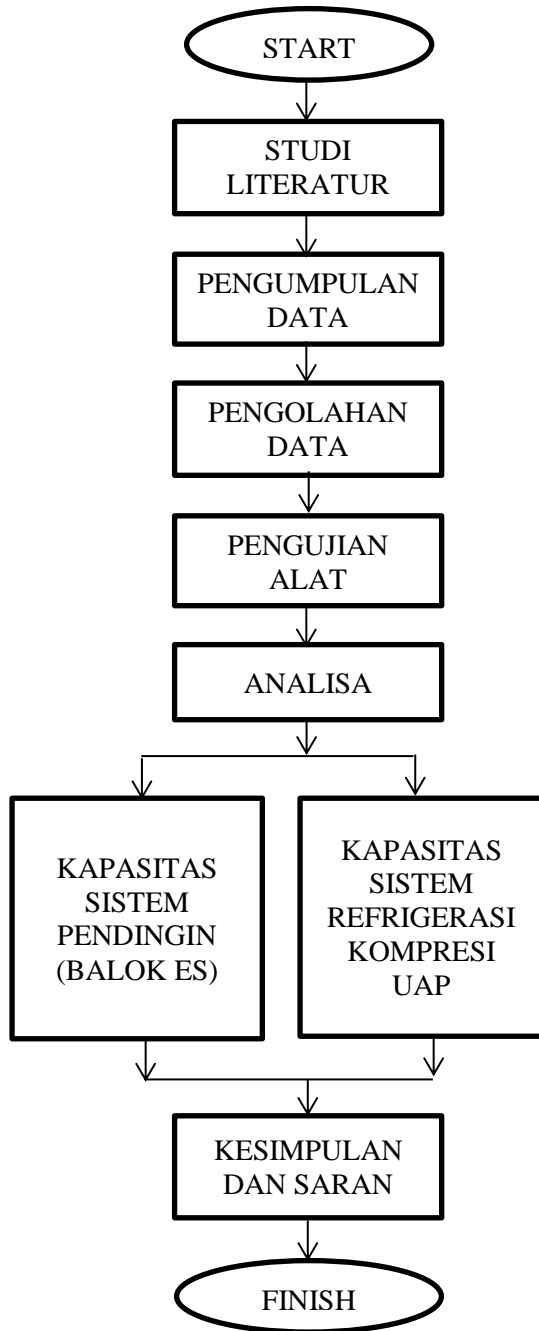 START
STUDI
LITERATUR
PENGUMPULAN
DATA
PENGOLAHAN
DATA
PENGUJIAN
ALAT
ANALISA
KAPASITAS
SISTEM
PENDINGIN
(BALOK ES)
KAPASITAS
SISTEM
REFRIGERASI
KOMPRESI
UAP
KESIMPULAN
DAN SARAN
FINISH